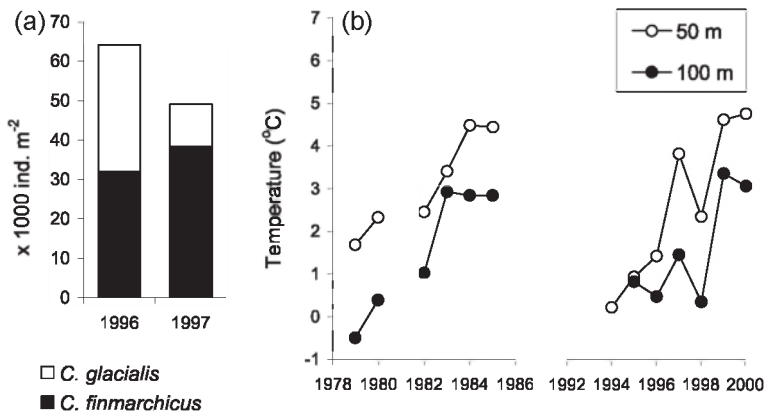 (a)
70
60
50
40
30
20
10
0
x 1000 ind. m-2
1996 1997
C. glacialis
C. finmarchicus
(b)
7
6
5
4
3
2
1
0
-1
Temperature (°C)
1978 1980 1982 1984 1986 1992 1994 1996 1998 2000
50 m
100 m